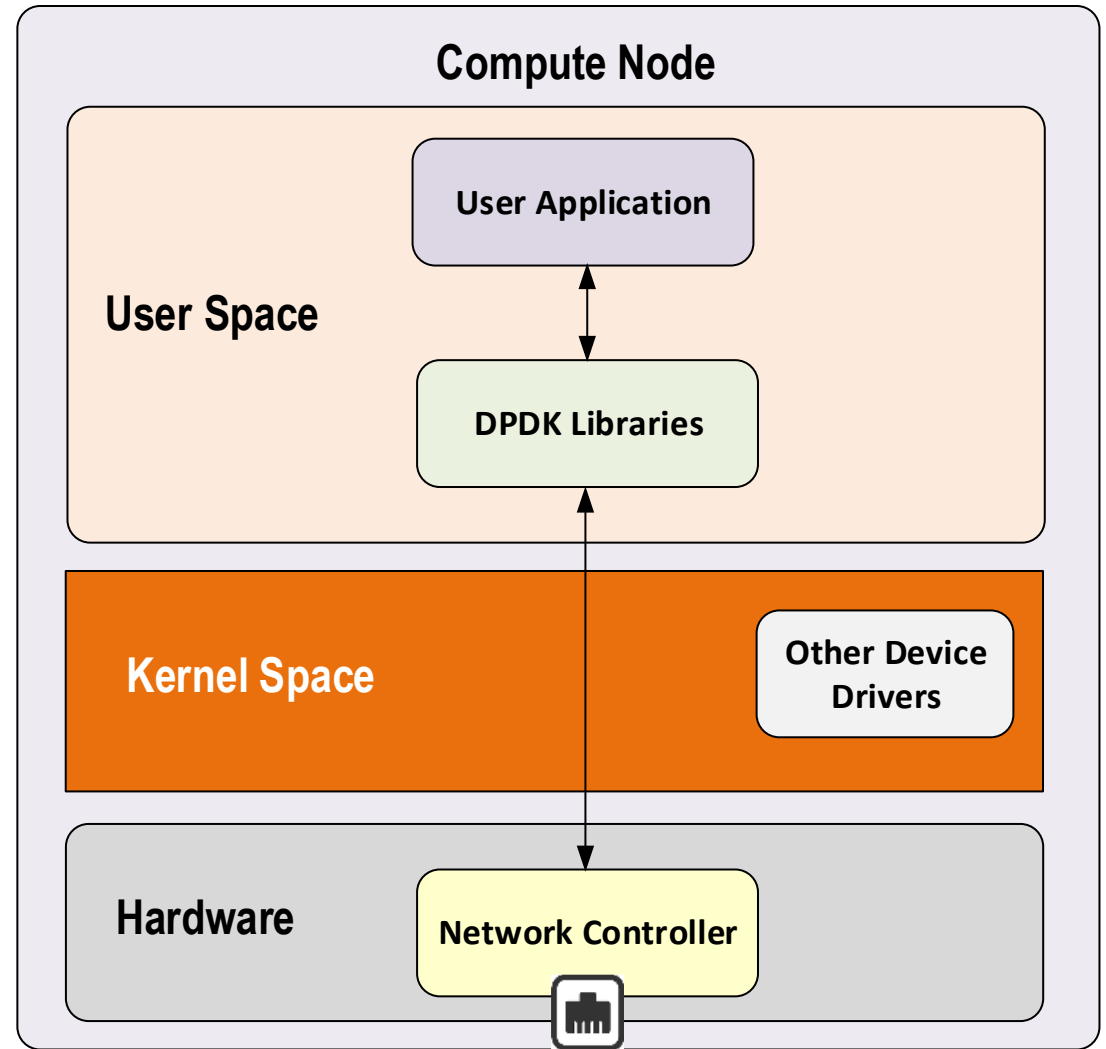 Compute Node
User Application
User Space
DPDK Libraries
Kernel Space
Other Device
Drivers
Hardware
Network Controller